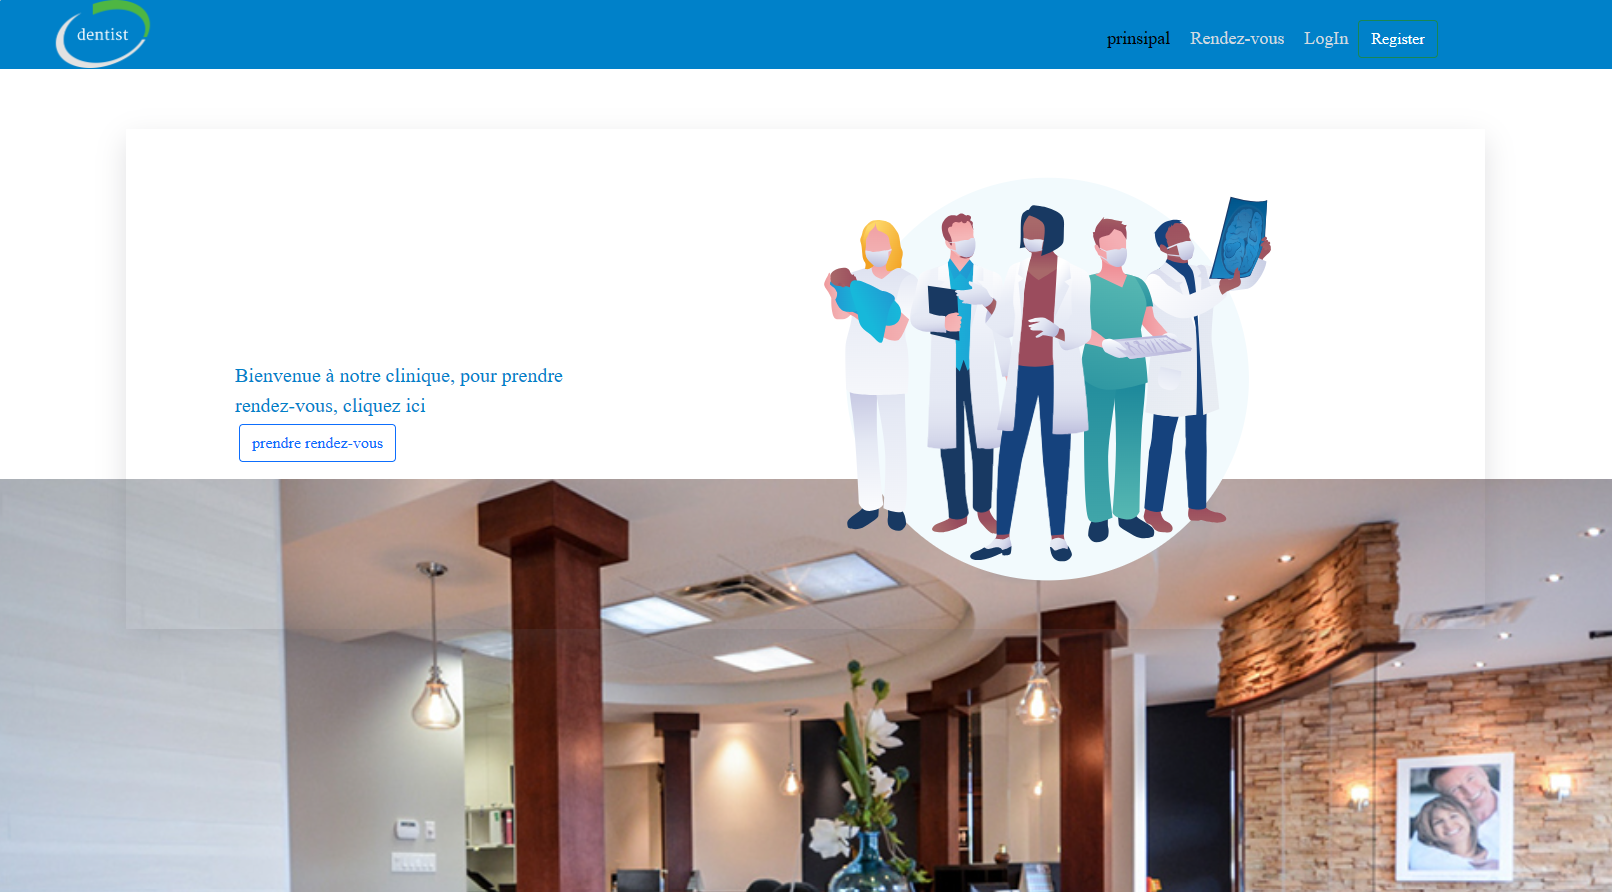 dentist
prinsipal
Rendez-vous
LogIn
Register
Bienvenue à notre clinique, pour prendre
rendez-vous, cliquez ici
prendre rendez-vous